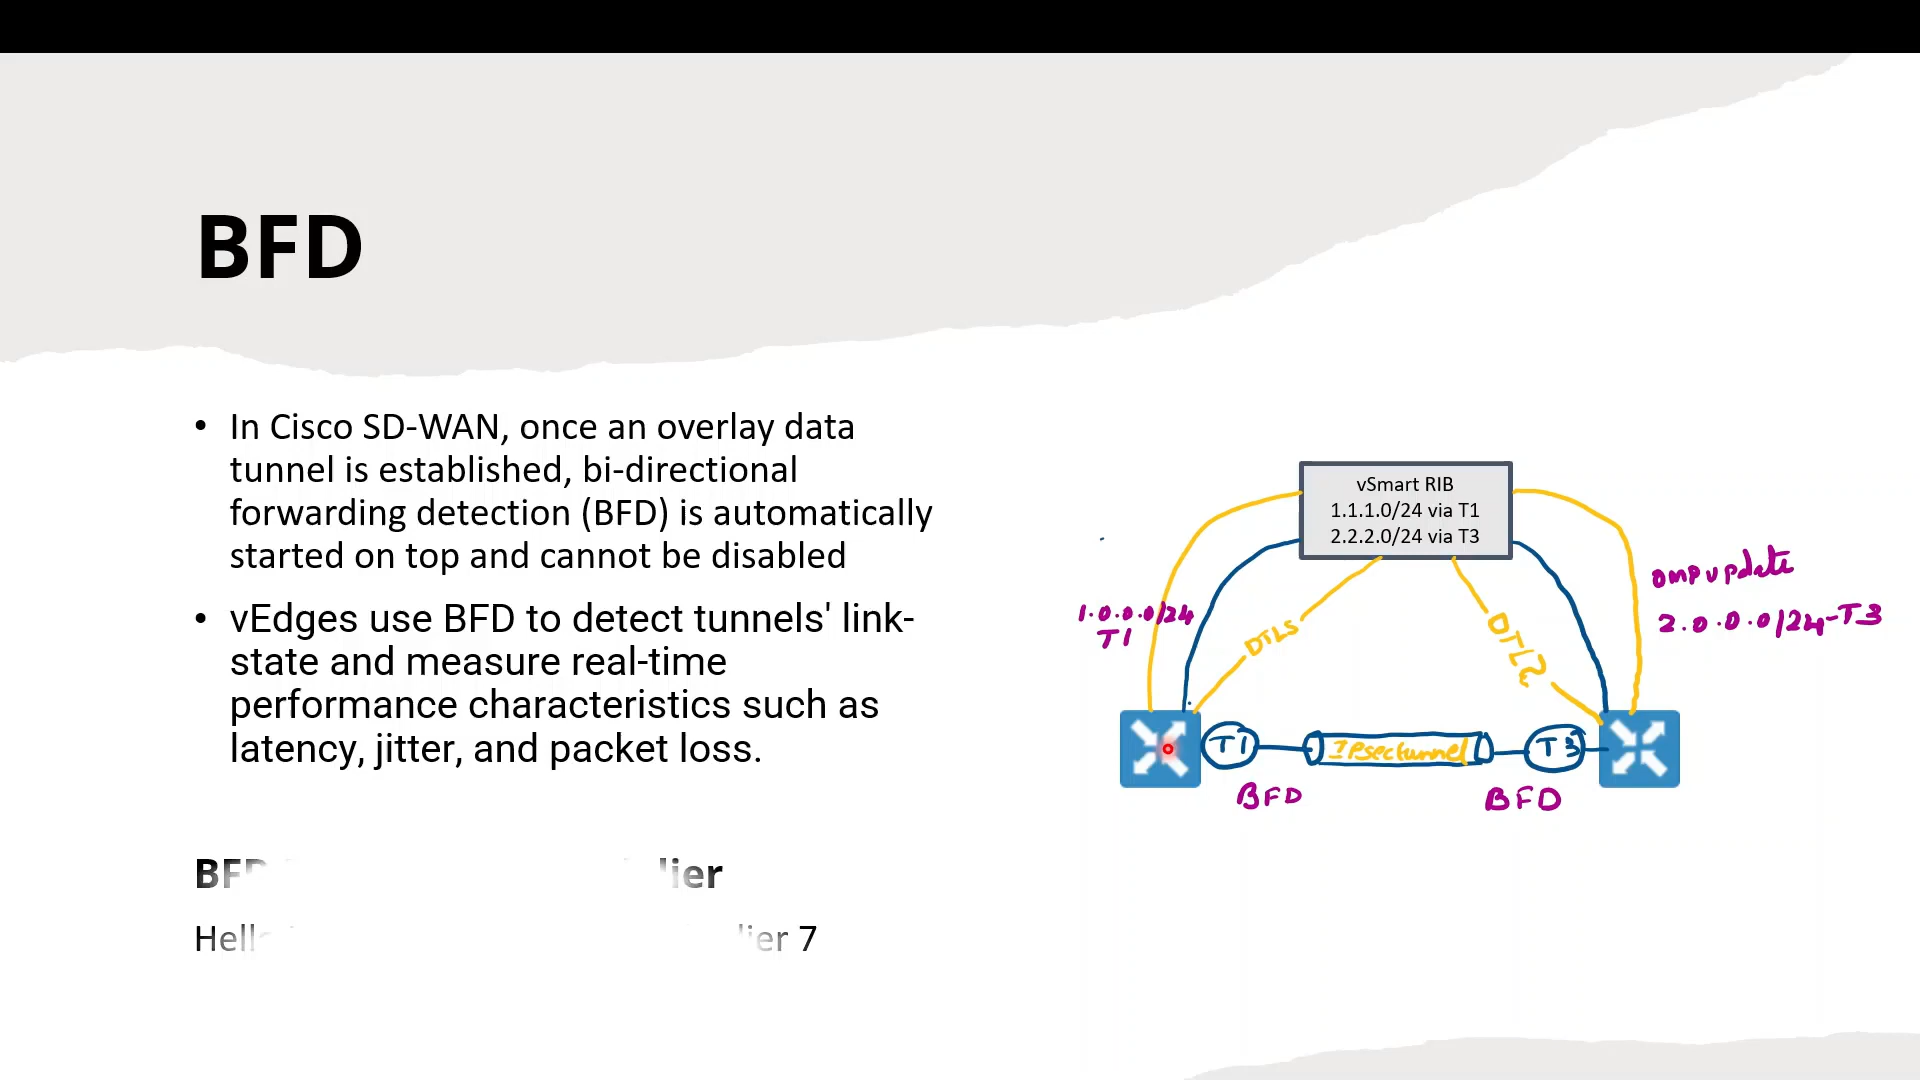 BFD
• In Cisco SD-WAN, once an overlay data
tunnel is established, bi-directional
forwarding detection (BFD) is automatically
started on top and cannot be disabled
• vEdges use BFD to detect tunnels' link-
state and measure real-time
performance characteristics such as
latency, jitter, and packet loss.
7
vSmart RIB
1.1.1.0/24 via T1
2.2.2.0/24 via T3
1.0.0.0/24
T1
DTLS
omp update
2.0.0.0/24-T3
T1
Ipsec tunnel
T3
BFD
BFD